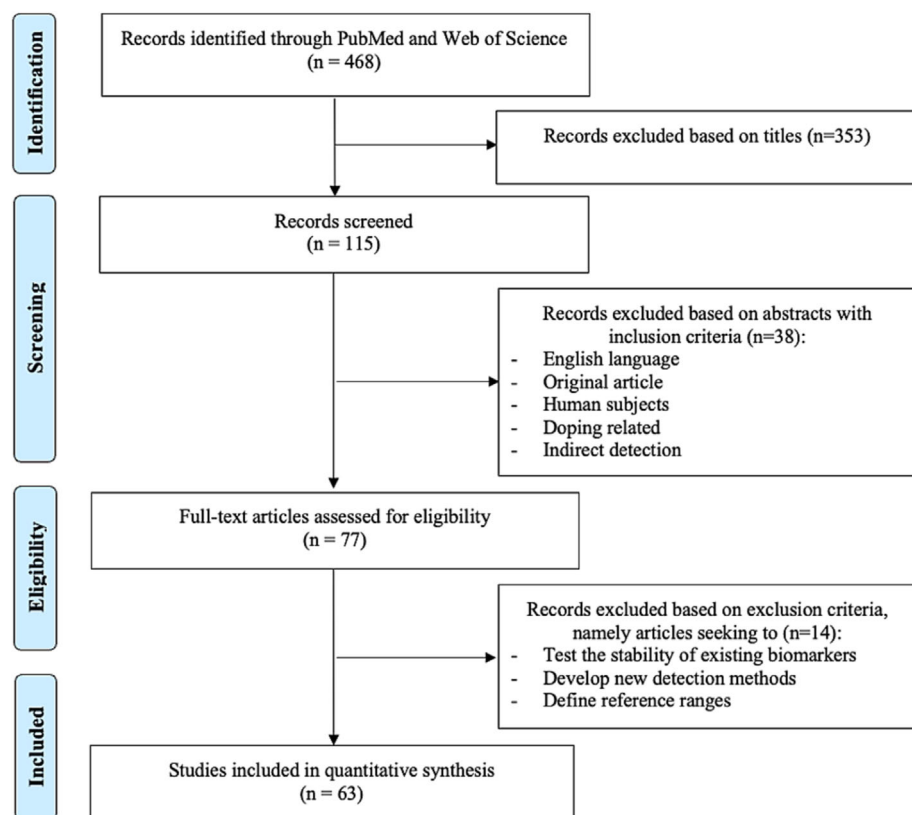 Identification
Records identified through PubMed and Web of Science
(n = 468)
Records excluded based on titles (n=353)
Screening
Records screened
(n = 115)
Records excluded based on abstracts with
inclusion criteria (n=38):
- English language
- Original article
- Human subjects
- Doping related
- Indirect detection
Eligibility
Full-text articles assessed for eligibility
(n = 77)
Records excluded based on exclusion criteria,
namely articles seeking to (n=14):
- Test the stability of existing biomarkers
- Develop new detection methods
- Define reference ranges
Included
Studies included in quantitative synthesis
(n = 63)